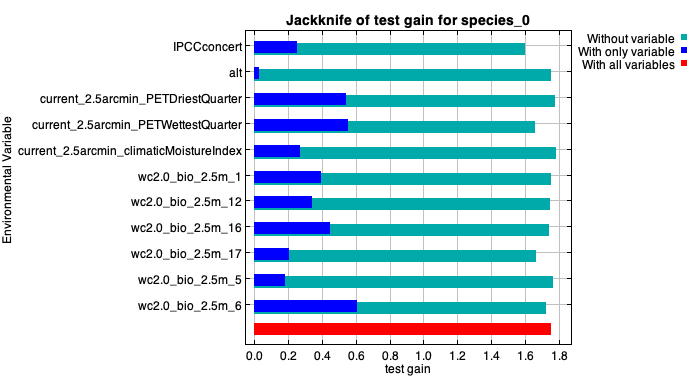 Jackknife of test gain for species_0
Without variable
With only variable
With all variables
Environmental Variable
IPCCconcert
alt
current_2.5arcmin_PETDriestQuarter
current_2.5arcmin_PETWettestQuarter
current_2.5arcmin_climaticMoistureIndex
wc2.0_bio_2.5m_1
wc2.0_bio_2.5m_12
wc2.0_bio_2.5m_16
wc2.0_bio_2.5m_17
wc2.0_bio_2.5m_5
wc2.0_bio_2.5m_6
0.0 0.2 0.4 0.6 0.8 1.0 1.2 1.4 1.6 1.8
test gain